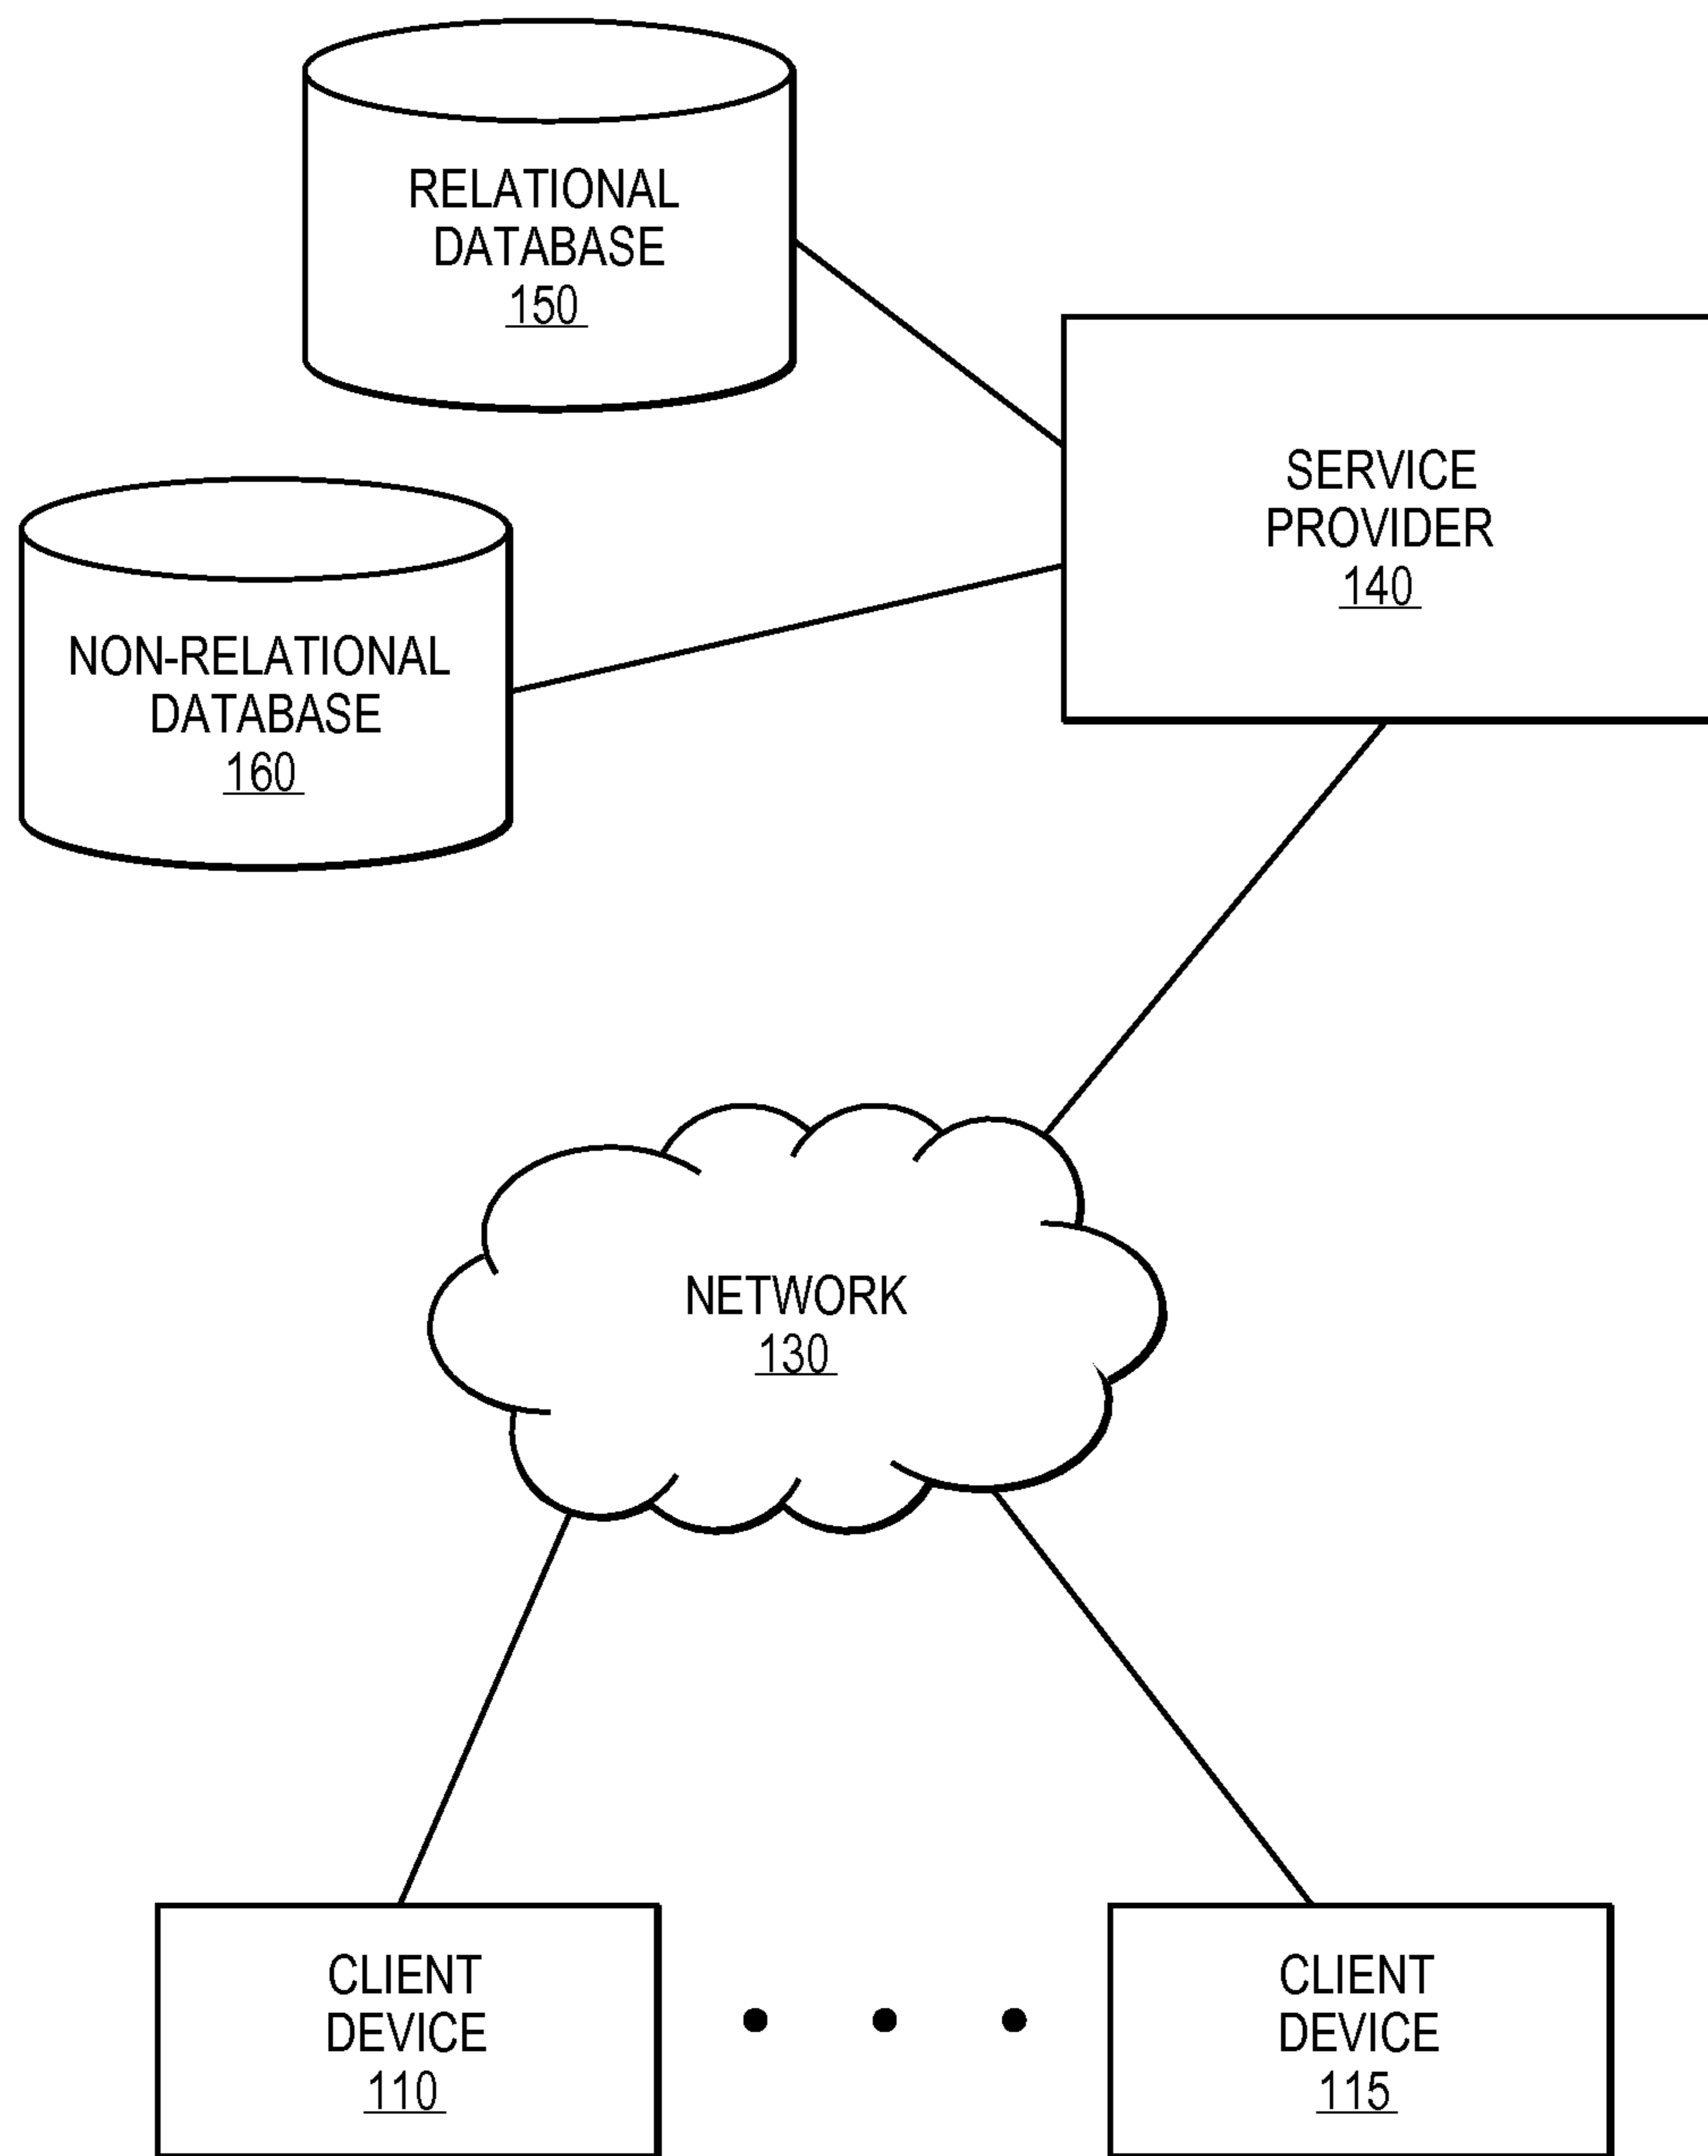 RELATIONAL
DATABASE
150
SERVICE
PROVIDER
140
NON-RELATIONAL
DATABASE
160
NETWORK
130
CLIENT
DEVICE
110
CLIENT
DEVICE
115